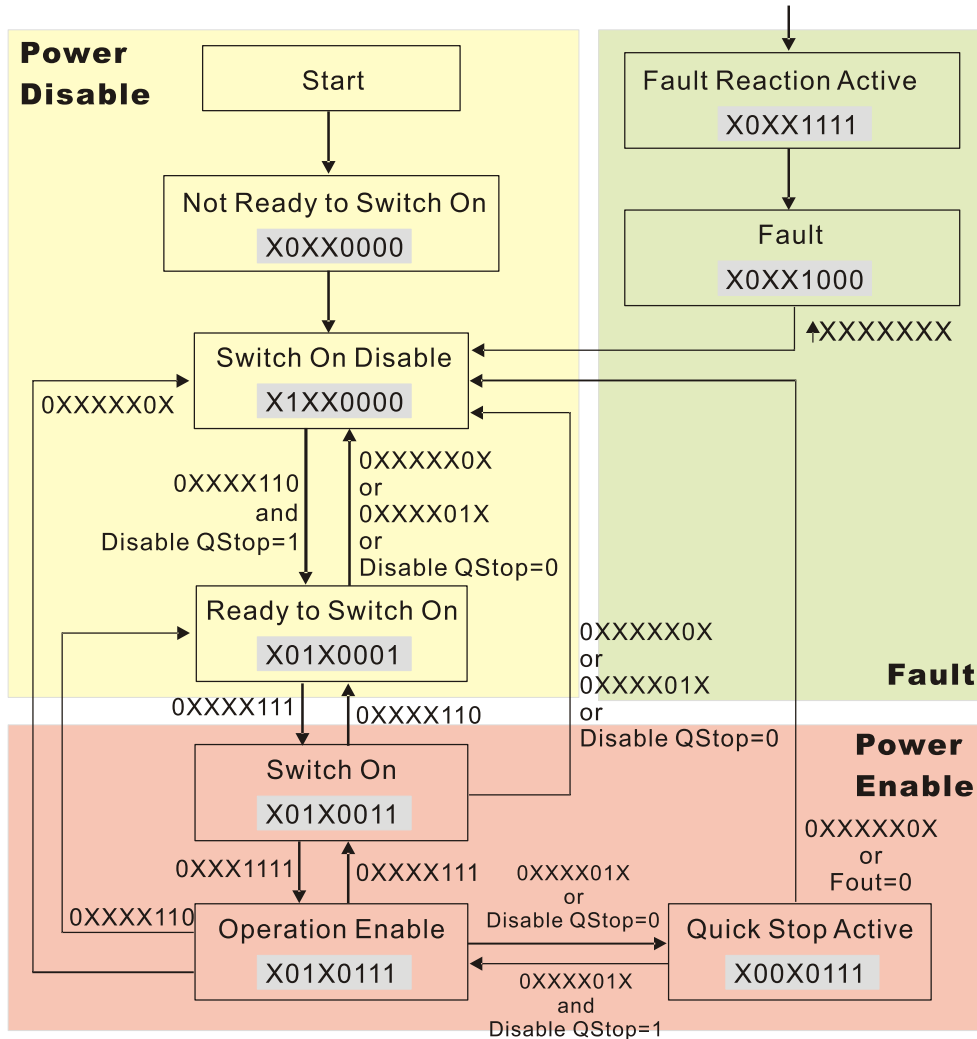 Power
Disable
Start
Not Ready to Switch On
X0XX0000
Switch On Disable
X1XX0000
0XXXXX0X
0XXXX110
and
Disable QStop=1
0XXXXX0X
or
0XXXX01X
or
Disable QStop=0
Ready to Switch On
X01X0001
0XXXX111
0XXXX110
Fault Reaction Active
X0XX1111
Fault
X0XX1000
XXXXXXX
0XXXXX0X
or
0XXXX01X
or
Disable QStop=0
Fault
Power
Enable
Switch On
X01X0011
0XXX1111
0XXXX111
0XXXX110
Operation Enable
X01X0111
0XXXX01X
or
Disable QStop=0
0XXXX01X
and
Disable QStop=1
0XXXXX0X
or
Fout=0
Quick Stop Active
X00X0111